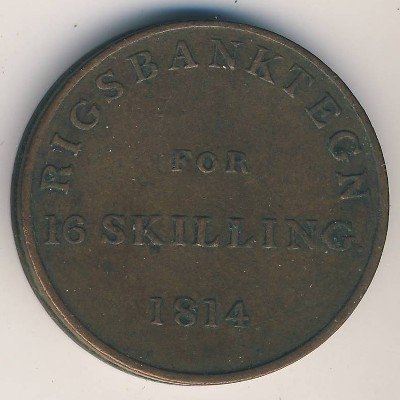 RIGSBANKTEGN
FOR
16 SKILLING.
1814